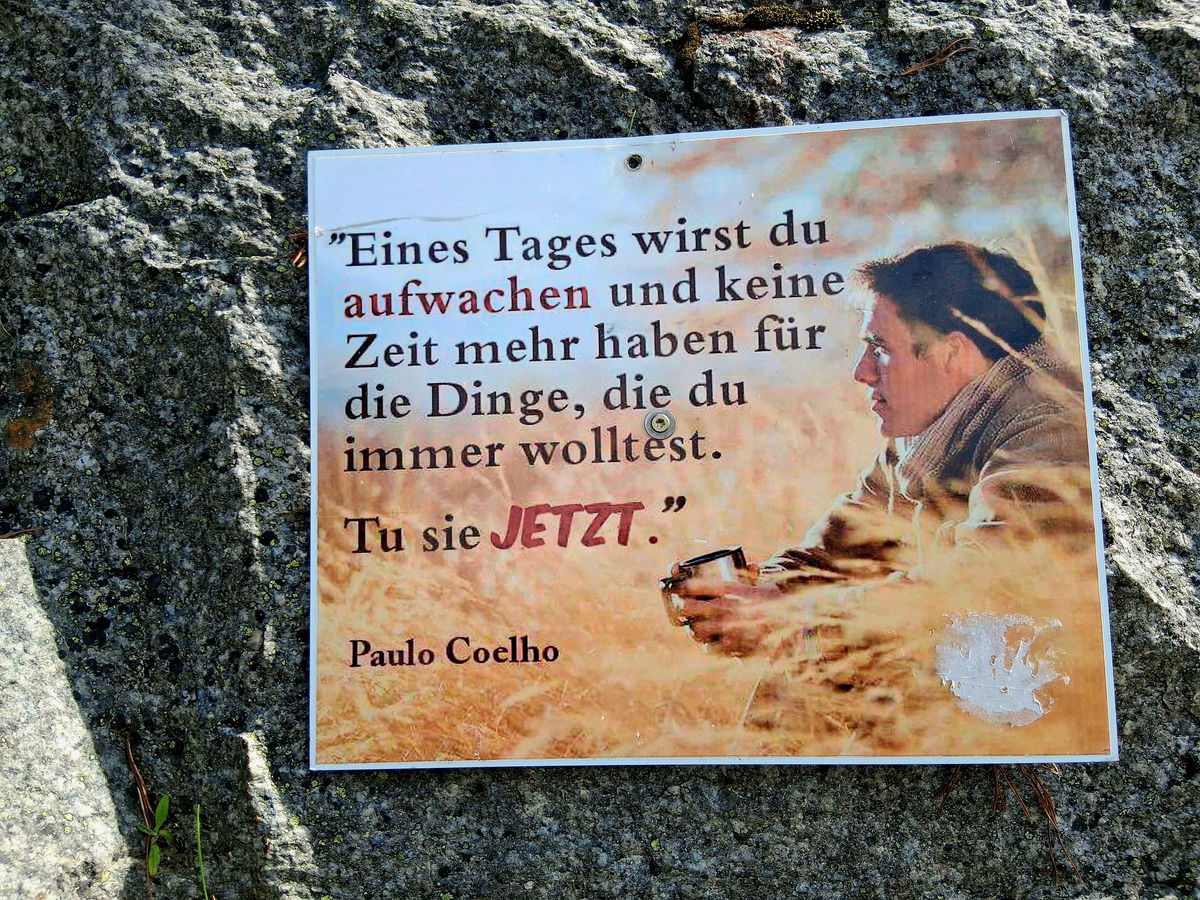 "Eines Tages wirst du
aufwachen und keine
Zeit mehr haben für
die Dinge, die du
immer wolltest.
Tu sie JETZT."
Paulo Coelho